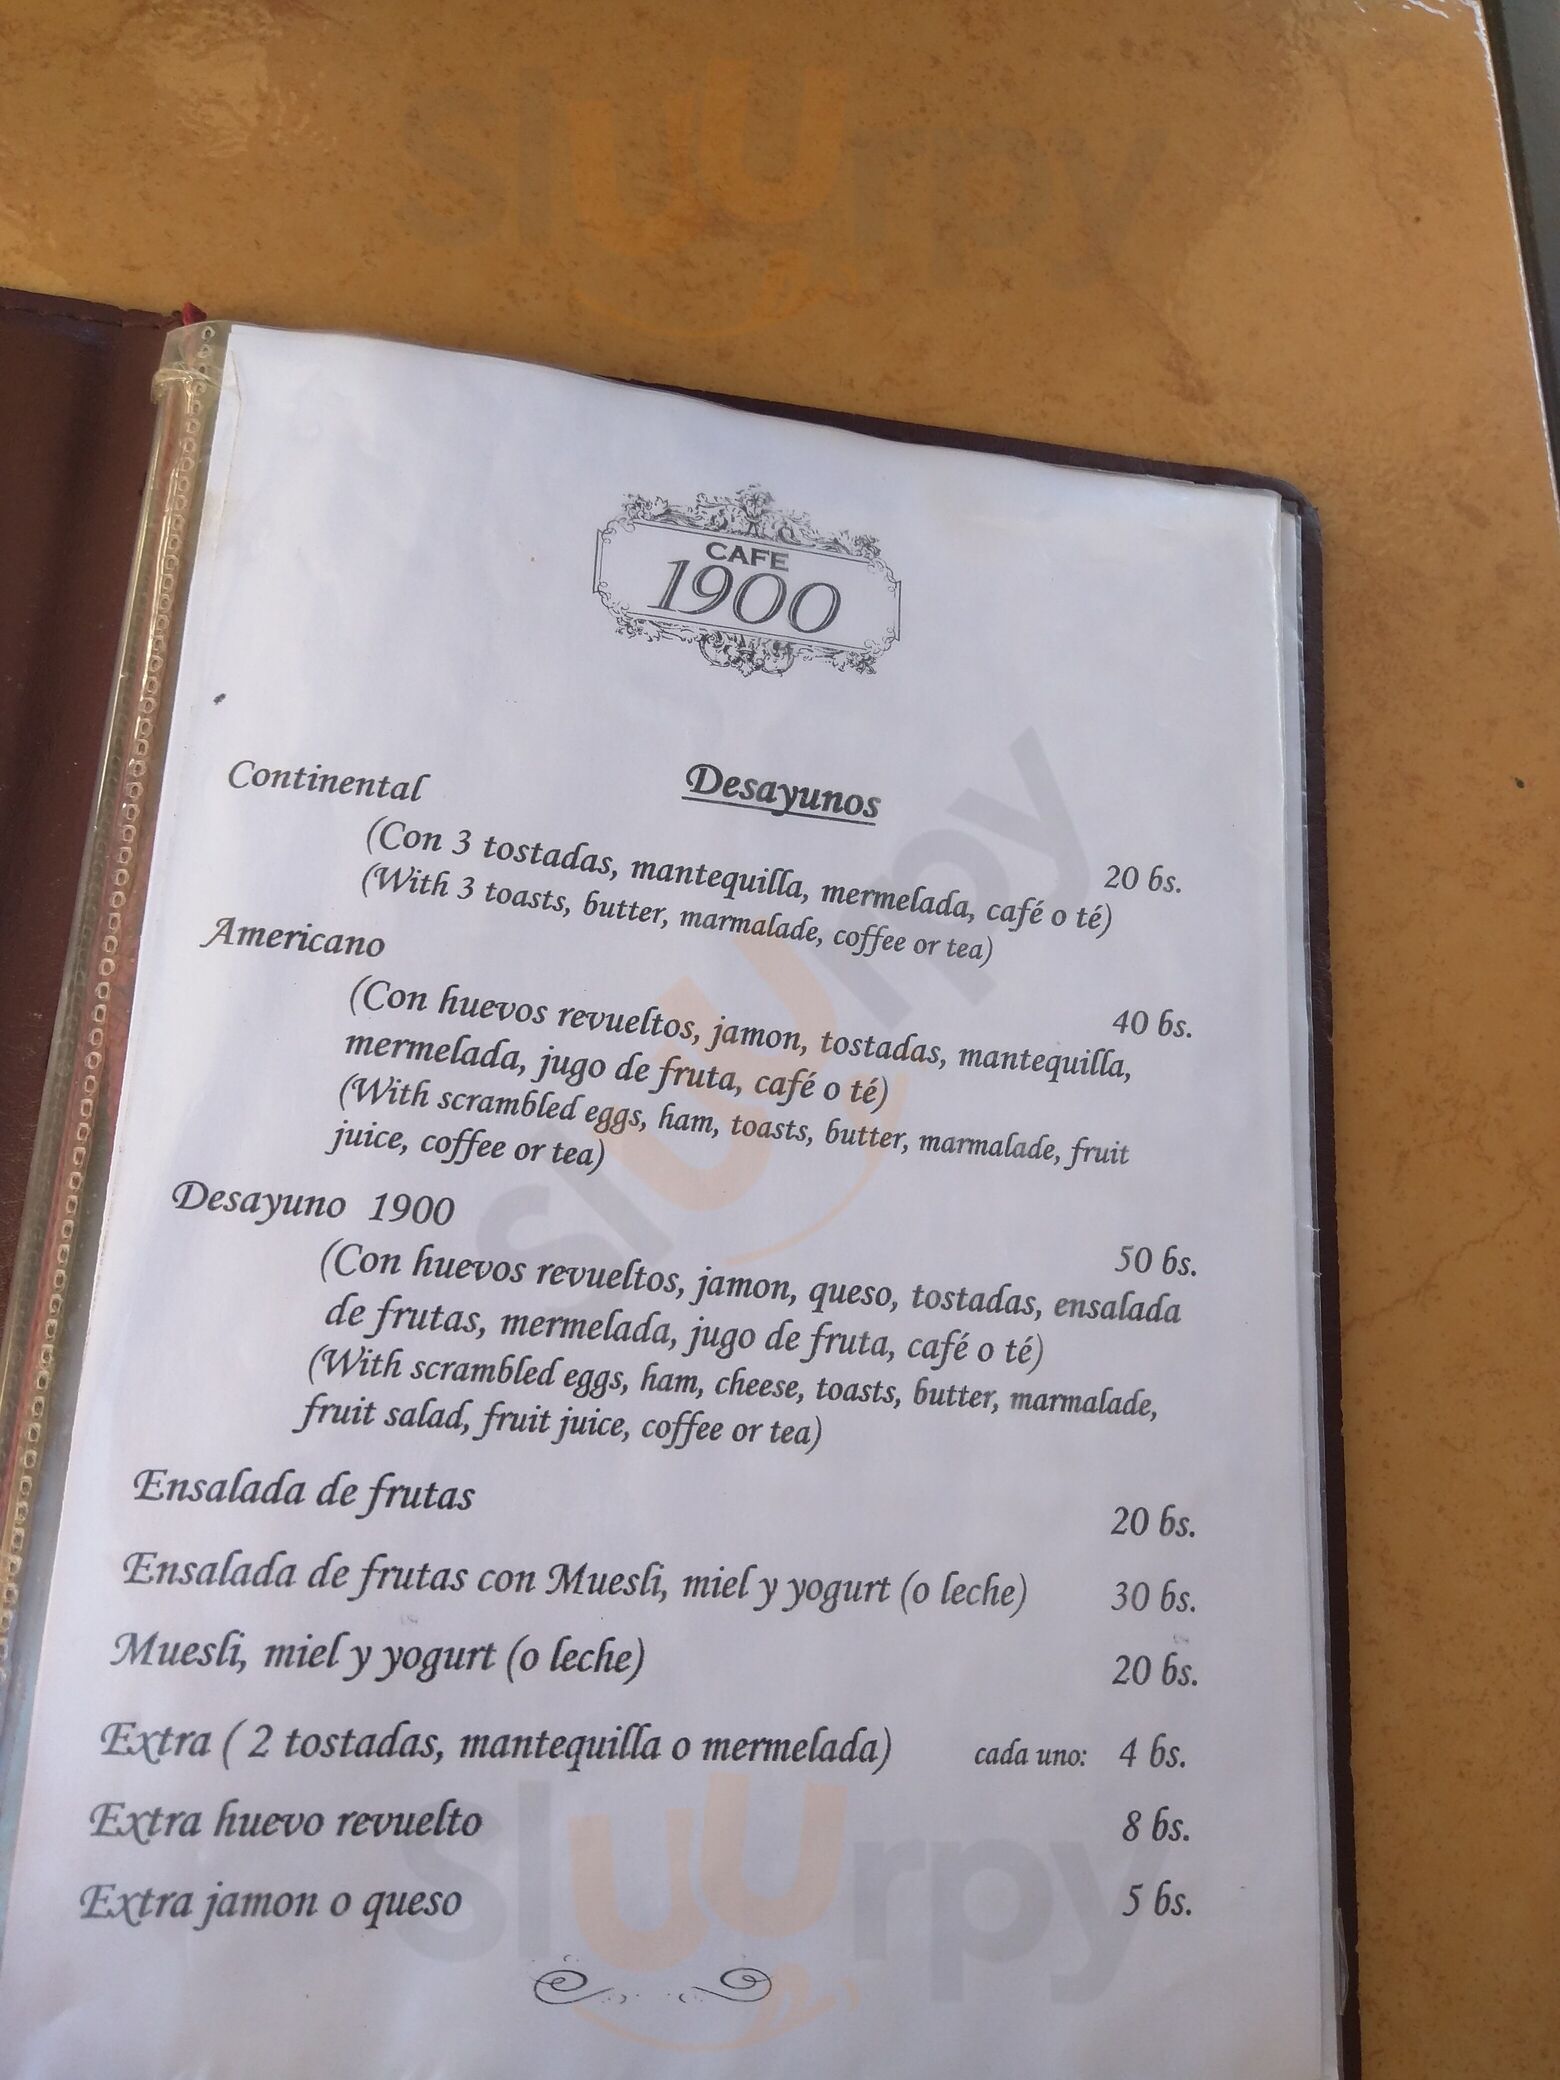 Sluurpy
CAFE
1900
Desayunos
Continental 20 bs.
(Con 3 tostadas, mantequilla, mermelada, café o té)
(With 3 toasts, butter, marmalade, coffee or tea)
Americano 40 bs.
(Con huevos revueltos, jamon, tostadas, mantequilla,
mermelada, jugo de fruta, café o té)
(With scrambled eggs, ham, toasts, butter, marmalade, fruit
juice, coffee or tea)
Desayuno 1900 50 bs.
(Con huevos revueltos, jamon, queso, tostadas, ensalada
de frutas, mermelada, jugo de fruta, café o té)
(With scrambled eggs, ham, cheese, toasts, butter, marmalade,
fruit salad, fruit juice, coffee or tea)
Ensalada de frutas 20 bs.
Ensalada de frutas con Muesli, miel y yogurt (o leche) 30 bs.
Muesli, miel y yogurt (o leche) 20 bs.
Extra ( 2 tostadas, mantequilla o mermelada) cada uno: 4 bs.
Extra huevo revuelto 8 bs.
Extra jamon o queso 5 bs.
Sluurpy
Sluurpy